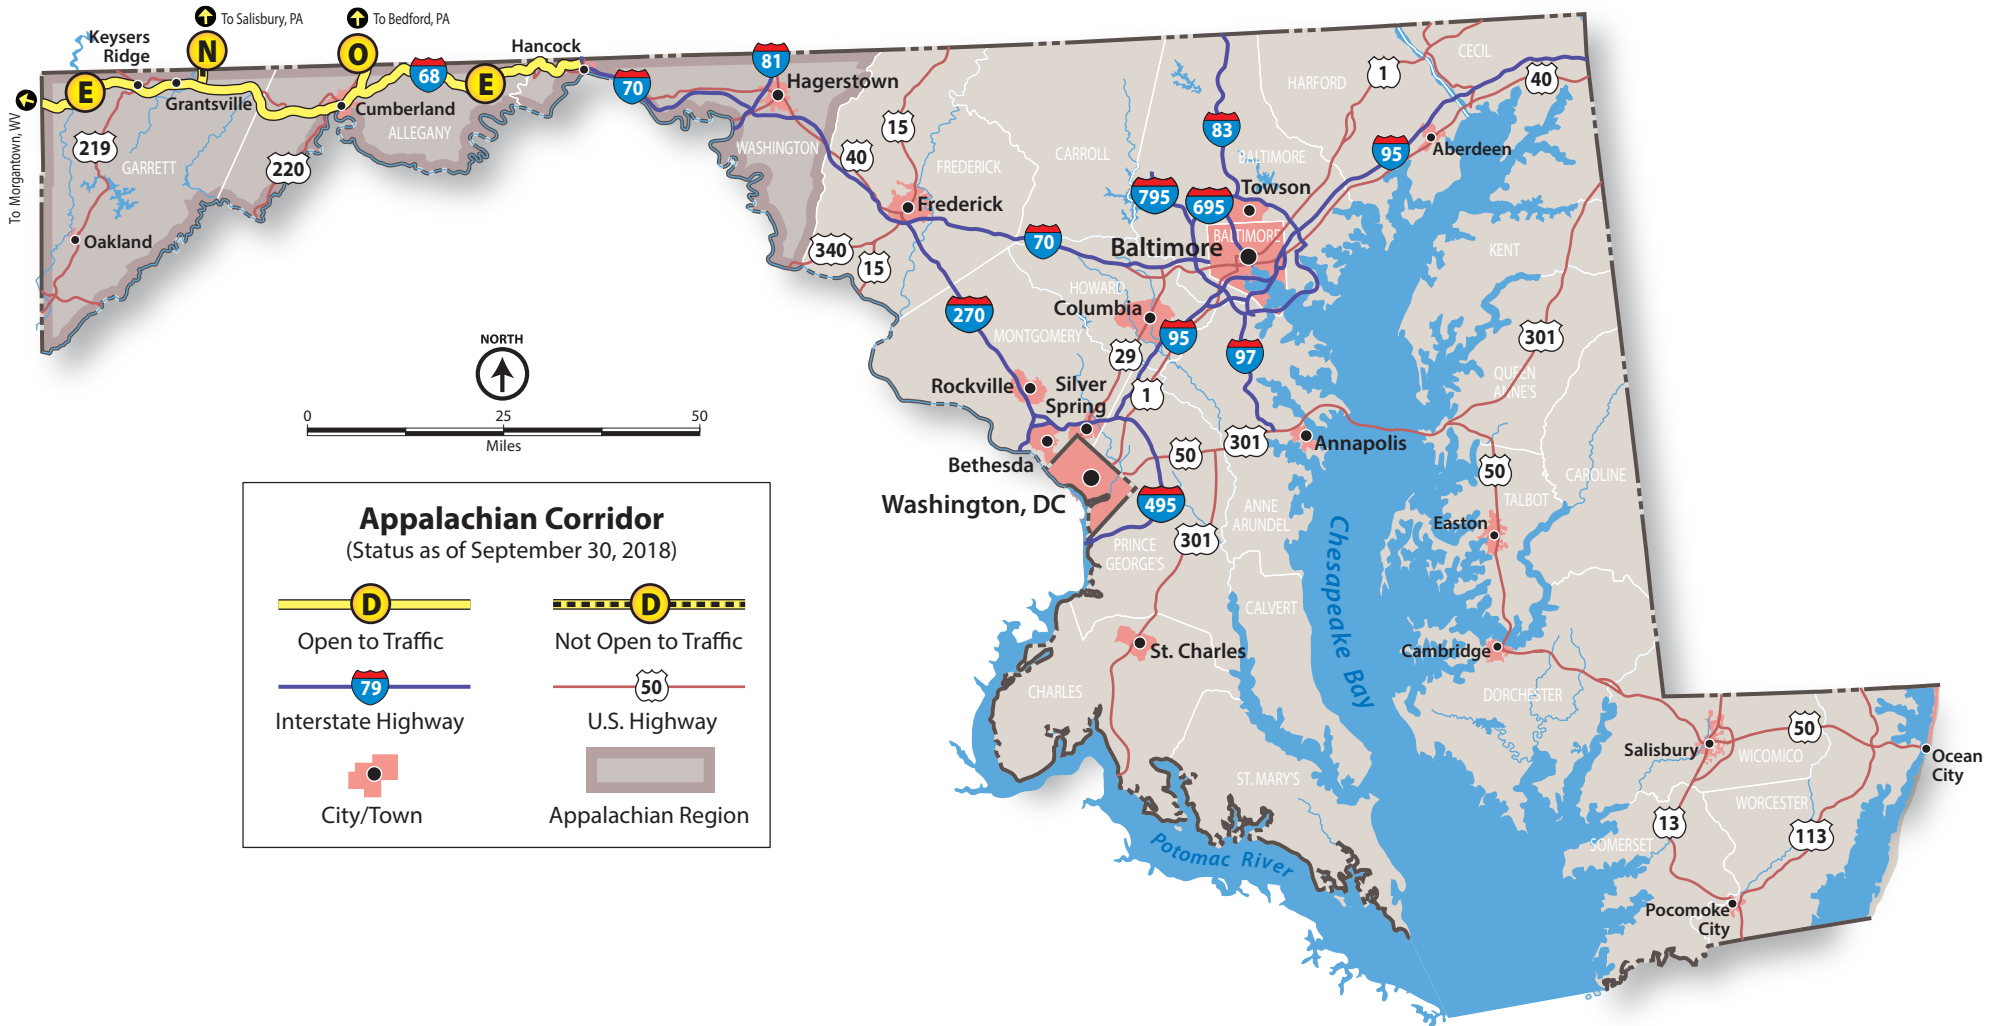 To Salisbury, PA
To Bedford, PA
Keysers
Ridge
N
O
Hancock
E
68
E
70
81
Hagerstown
Grantsville
Cumberland
ALLEGANY
To Morgantown, WV
219
GARRETT
220
Oakland
WASHINGTON
15
40
FREDERICK
Frederick
340
15
CARROLL
70
83
BALTIMORE
Towson
795
695
BALTIMORE
Baltimore
HARFORD
1
CECIL
40
95
Aberdeen
KENT
HOWARD
Columbia
270
MONTGOMERY
29
95
97
1
301
QUEEN
ANNE'S
Rockville
Silver
Spring
Bethesda
Washington, DC
50
301
Annapolis
495
301
PRINCE
GEORGE'S
ANNE
ARUNDEL
50
TALBOT
CAROLINE
Easton
Chesapeake Bay
CALVERT
St. Charles
CHARLES
Cambridge
DORCHESTER
ST. MARY'S
Potomac River
Salisbury
WICOMICO
50
Ocean
City
WORCESTER
13
113
SOMERSET
Pocomoke
City
NORTH
0
25
50
Miles
Appalachian Corridor
(Status as of September 30, 2018)
D
D
Open to Traffic
Not Open to Traffic
79
50
Interstate Highway
U.S. Highway
City/Town
Appalachian Region